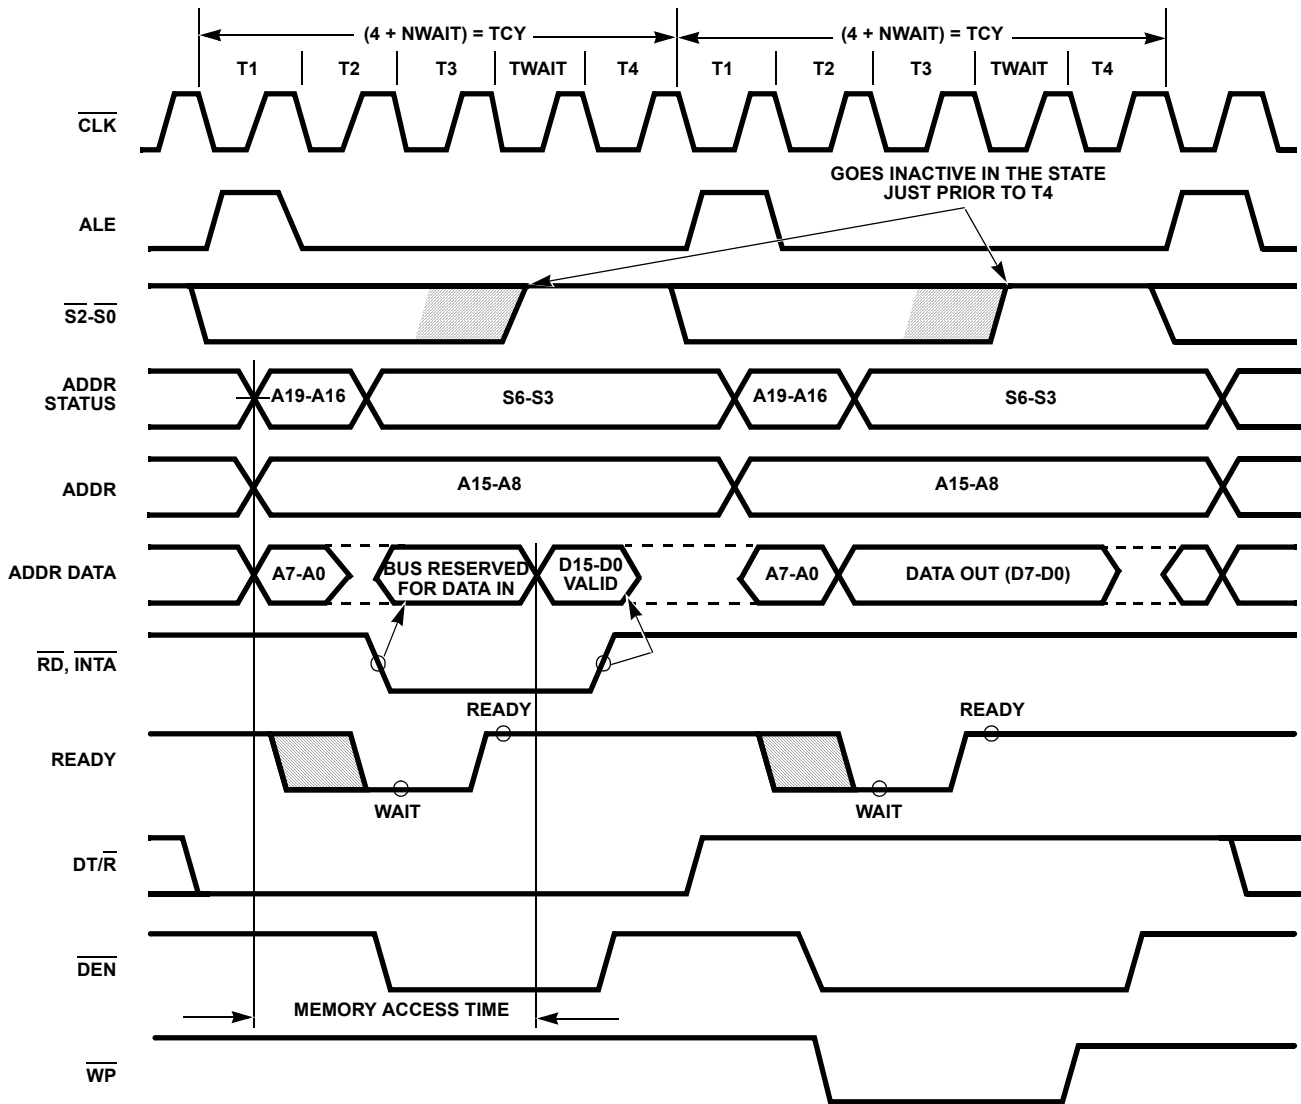 (4 + NWAIT) = TCY (4 + NWAIT) = TCY
T1 T2 T3 TWAIT T4 T1 T2 T3 TWAIT T4
CLK
GOES INACTIVE IN THE STATE
JUST PRIOR TO T4
ALE
S2-S0
ADDR
STATUS
A19-A16 S6-S3 A19-A16 S6-S3
ADDR A15-A8 A15-A8
ADDR DATA A7-A0
BUS RESERVED
FOR DATA IN
D15-D0
VALID
A7-A0 DATA OUT (D7-D0)
RD, INTA
READY READY
READY
WAIT WAIT
DT/R
DEN
MEMORY ACCESS TIME
WP